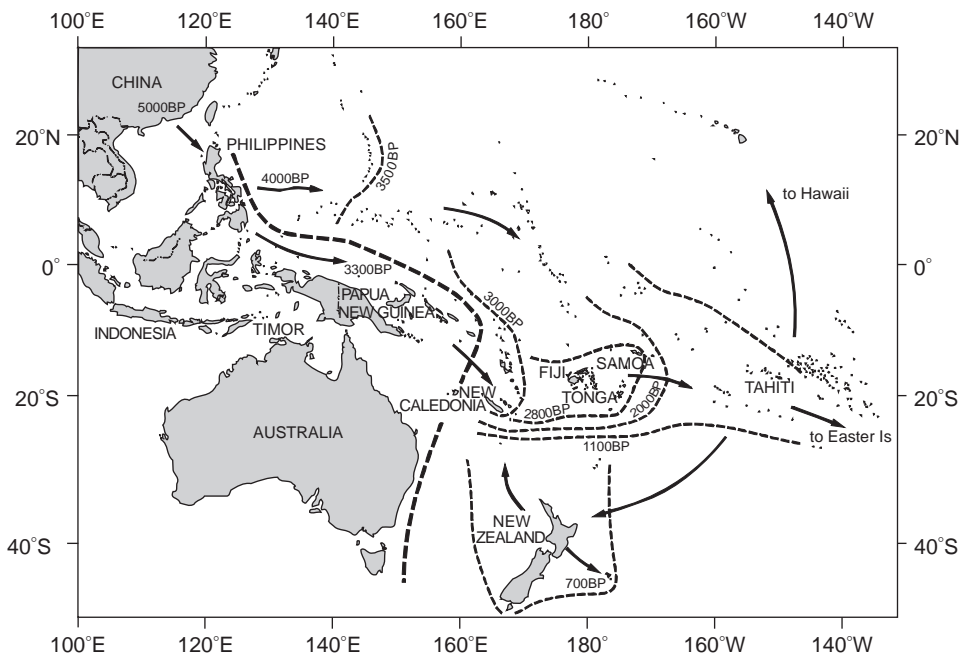 100°E 120°E 140°E 160°E 180° 160°W 140°W
CHINA
5000BP
20°N
20°N
PHILIPPINES
4000BP
3500BP
to Hawaii
0°
0°
3300BP
PAPUA
NEW GUINEA
3000BP
INDONESIA
TIMOR
FIJI
SAMOA
TAHITI
20°S
20°S
NEW
CALEDONIA
TONGA
2800BP
2000BP
AUSTRALIA
to Easter Is
1100BP
NEW
ZEALAND
40°S
40°S
700BP
100°E 120°E 140°E 160°E 180° 160°W 140°W